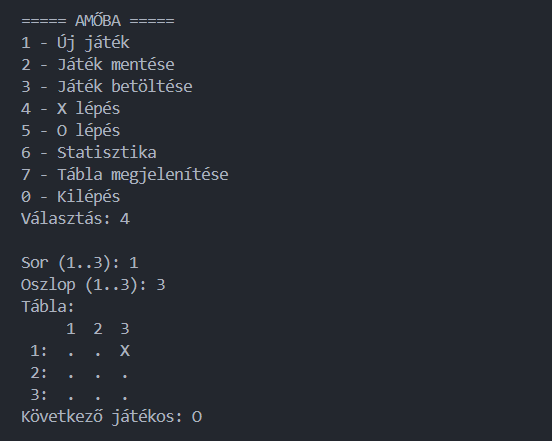 ===== AMŐBA =====
1 - Új játék
2 - Játék mentése
3 - Játék betöltése
4 - X lépés
5 - O lépés
6 - Statisztika
7 - Tábla megjelenítése
0 - Kilépés
Választás: 4

Sor (1..3): 1
Oszlop (1..3): 3
Tábla:
     1  2  3
 1:  .  .  X
 2:  .  .  .
 3:  .  .  .
Következő játékos: O